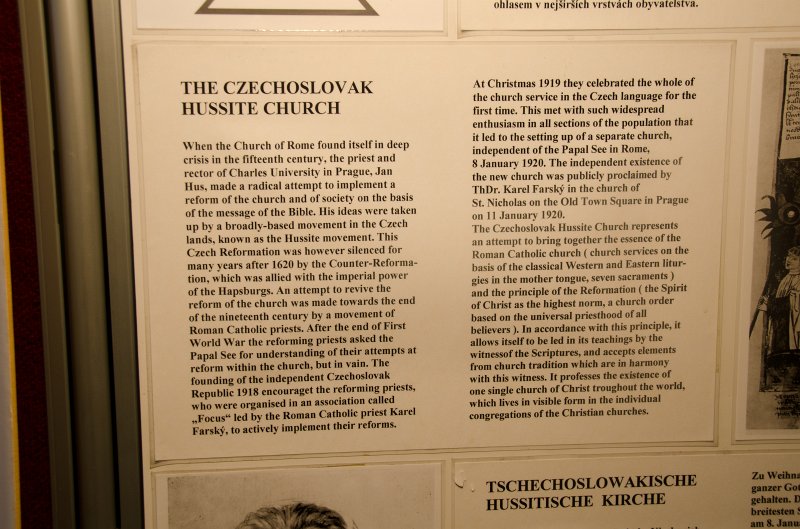 ohlasem v nejširších vrstvách obyvatelstva.
THE CZECHOSLOVAK
HUSSITE CHURCH
When the Church of Rome found itself in deep
crisis in the fifteenth century, the priest and
rector of Charles University in Prague, Jan
Hus, made a radical attempt to implement a
reform of the church and of society on the basis
of the message of the Bible. His ideas were taken
up by a broadly-based movement in the Czech
lands, known as the Hussite movement. This
Czech Reformation was however silenced for
many years after 1620 by the Counter-Reforma-
tion, which was allied with the imperial power
of the Hapsburgs. An attempt to revive the
reform of the church was made towards the end
of the nineteenth century by a movement of
Roman Catholic priests. After the end of First
World War the reforming priests asked the
Papal See for understanding of their attempts at
reform within the church, but in vain. The
founding of the independent Czechoslovak
Republic 1918 encouraget the reforming priests,
who were organised in an association called
„Focus“ led by the Roman Catholic priest Karel
Farský, to actively implement their reforms.
At Christmas 1919 they celebrated the whole of
the church service in the Czech language for the
first time. This met with such widespread
enthusiasm in all sections of the population that
it led to the setting up of a separate church,
independent of the Papal See in Rome,
8 January 1920. The independent existence of
the new church was publicly proclaimed by
ThDr. Karel Farský in the church of
St. Nicholas on the Old Town Square in Prague
on 11 January 1920.
The Czechoslovak Hussite Church represents
an attempt to bring together the essence of the
Roman Catholic church ( church services on the
basis of the classical Western and Eastern litur-
gies in the mother tongue, seven sacraments )
and the principle of the Reformation ( the Spirit
of Christ as the highest norm, a church order
based on the universal priesthood of all
believers ). In accordance with this principle, it
allows itself to be led in its teachings by the
witnessof the Scriptures, and accepts elements
from church tradition which are in harmony
with this witness. It professes the existence of
one single church of Christ troughout the world,
which lives in visible form in the individual
congregations of the Christian churches.
TSCHECHOSLOWAKISCHE
HUSSITISCHE KIRCHE
Zu Weihna
ganzer Got
gehalten. D
breitesten S
am 8. Janu